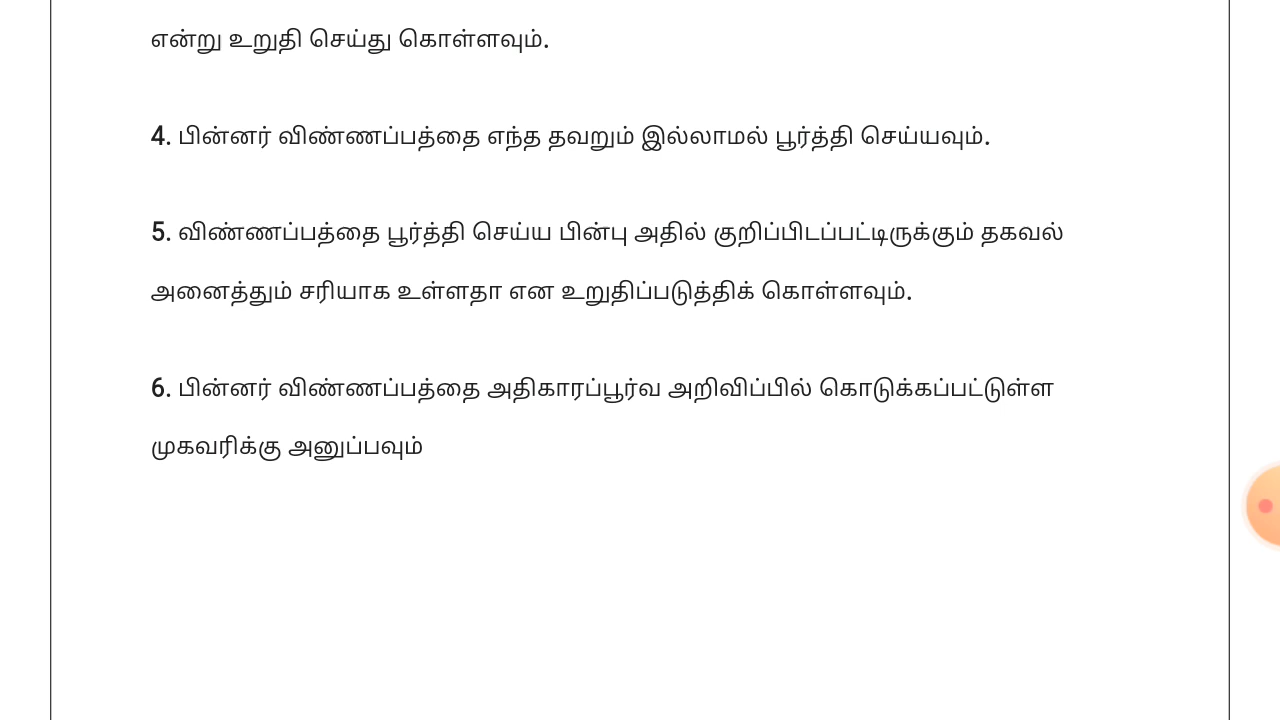 என்று உறுதி செய்து கொள்ளவும்.
4. பின்னர் விண்ணப்பத்தை எந்த தவறும் இல்லாமல் பூர்த்தி செய்யவும்.
5. விண்ணப்பத்தை பூர்த்தி செய்ய பின்பு அதில் குறிப்பிடப்பட்டிருக்கும் தகவல்
அனைத்தும் சரியாக உள்ளதா என உறுதிப்படுத்திக் கொள்ளவும்.
6. பின்னர் விண்ணப்பத்தை அதிகாரப்பூர்வ அறிவிப்பில் கொடுக்கப்பட்டுள்ள
முகவரிக்கு அனுப்பவும்